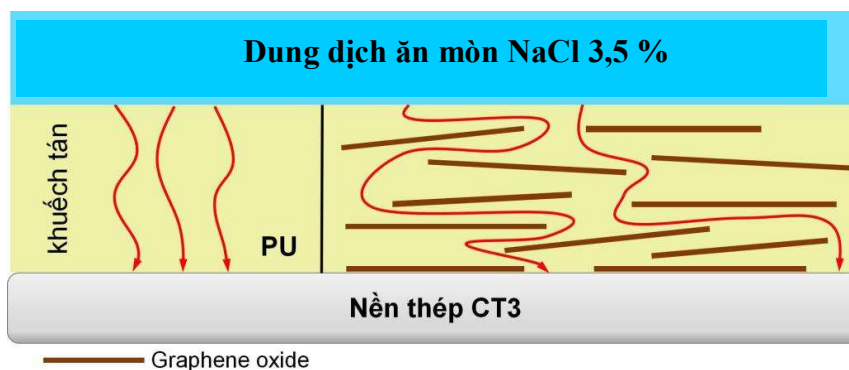 Dung dịch ăn mòn NaCl 3,5 %
khuếch tán
PU
Nền thép CT3
Graphene oxide